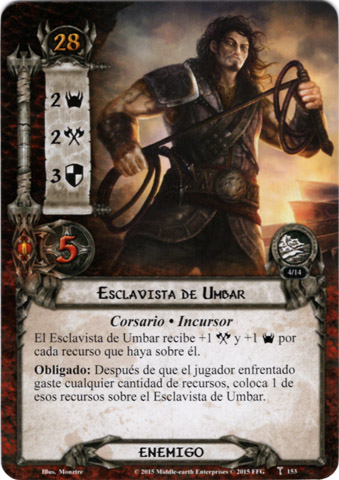 28
2
2
3
5
4/14
Esclavista de Umbar
Corsario • Incursor
El Esclavista de Umbar recibe +1 y +1 por
cada recurso que haya sobre él.
Obligado: Después de que el jugador enfrentado
gaste cualquier cantidad de recursos, coloca 1 de
esos recursos sobre el Esclavista de Umbar.
ENEMIGO
Illus. Monztre © 2015 Middle-earth Enterprises © 2015 FFG 153